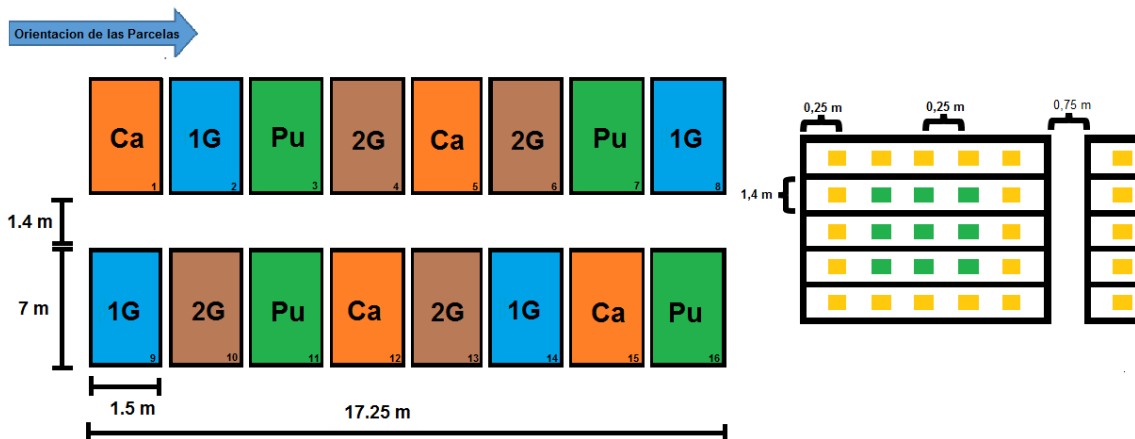 Orientacion de las Parcelas
0,25 m 0,25 m 0,75 m
Ca 1G Pu 2G Ca 2G Pu 1G
1 2 3 4 5 6 7 8
1,4 m
1.4 m
7 m
1G 2G Pu Ca 2G 1G Ca Pu
9 10 11 12 13 14 15 16
1.5 m
17.25 m